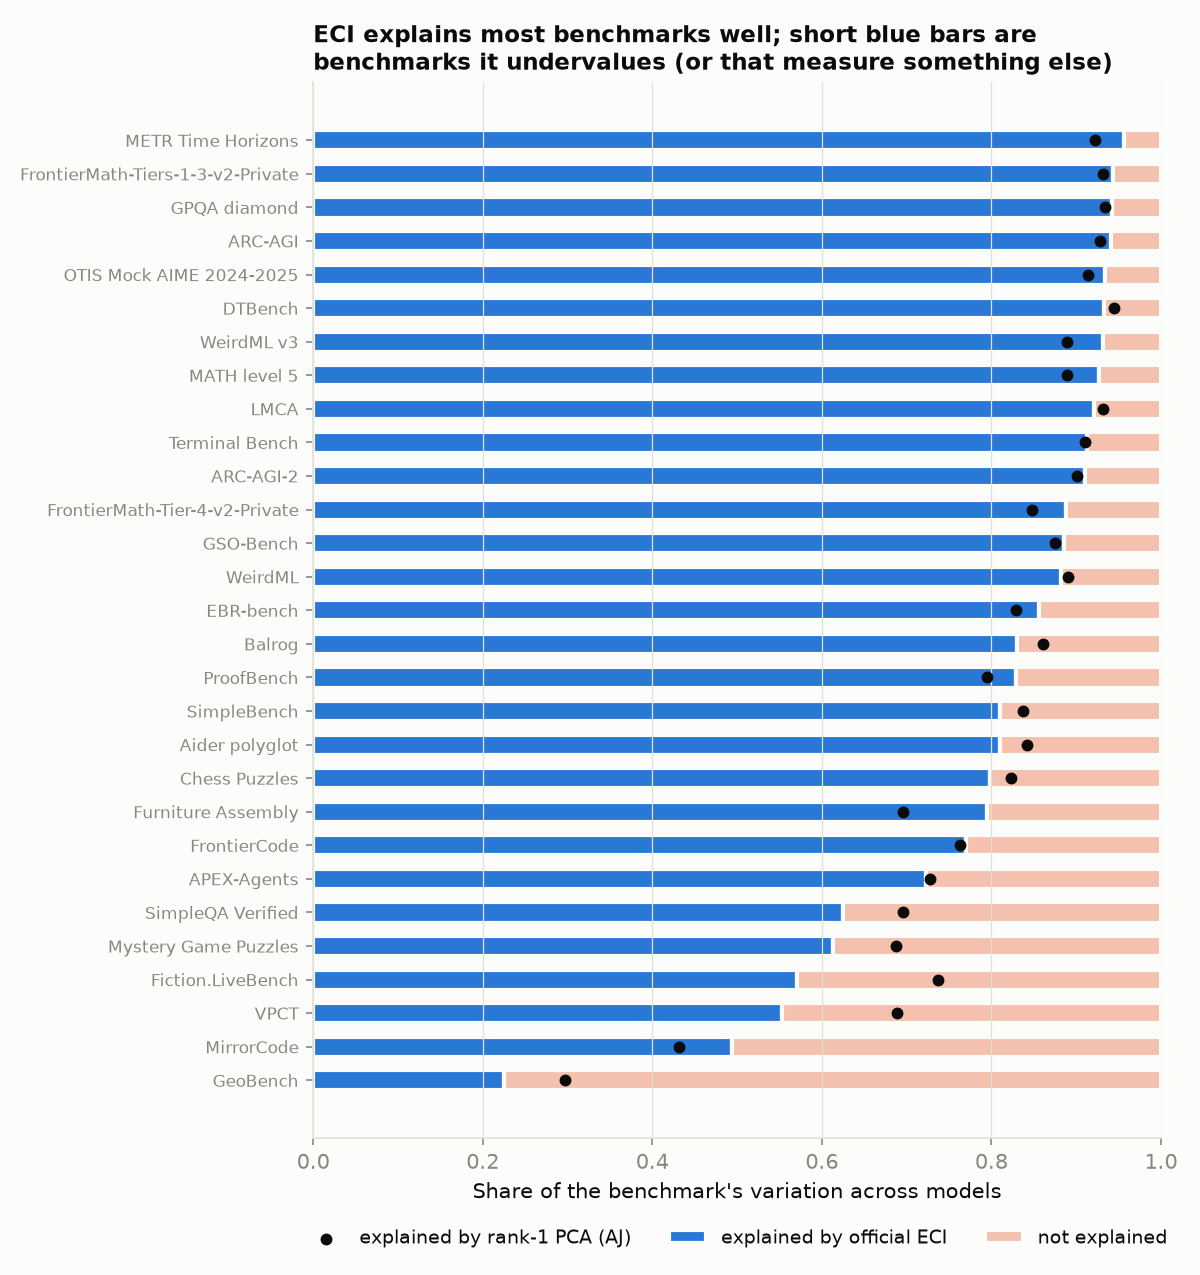 ECI explains most benchmarks well; short blue bars are
benchmarks it undervalues (or that measure something else)
METR Time Horizons
FrontierMath-Tiers-1-3-v2-Private
GPQA diamond
ARC-AGI
OTIS Mock AIME 2024-2025
DTBench
WeirdML v3
MATH level 5
LMCA
Terminal Bench
ARC-AGI-2
FrontierMath-Tier-4-v2-Private
GSO-Bench
WeirdML
EBR-bench
Balrog
ProofBench
SimpleBench
Aider polyglot
Chess Puzzles
Furniture Assembly
FrontierCode
APEX-Agents
SimpleQA Verified
Mystery Game Puzzles
Fiction.LiveBench
VPCT
MirrorCode
GeoBench
0.0 0.2 0.4 0.6 0.8 1.0
Share of the benchmark's variation across models
explained by rank-1 PCA (AJ) explained by official ECI not explained